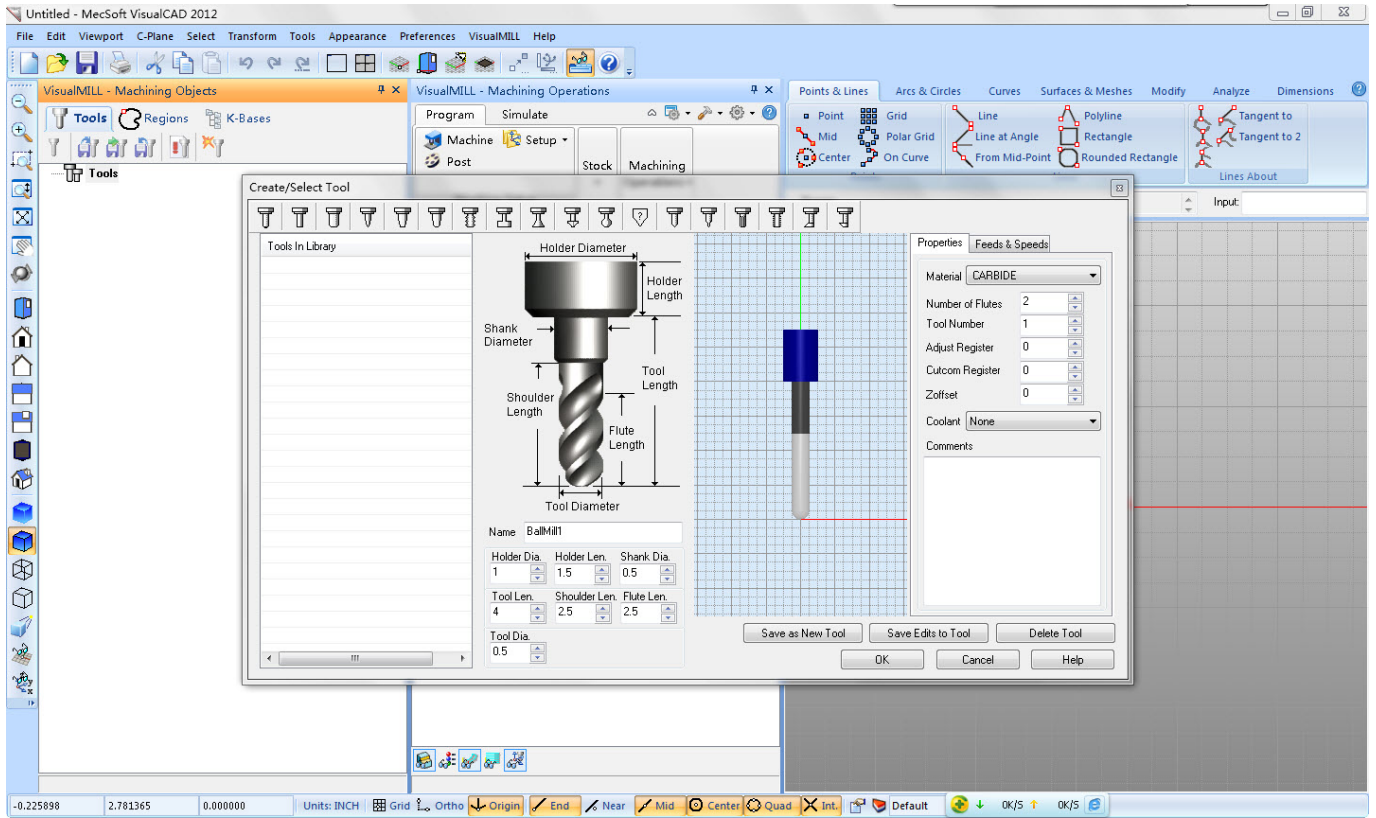 Untitled - MecSoft VisualCAD 2012
File Edit Viewport C-Plane Select Transform Tools Appearance Preferences VisualMILL Help
VisualMILL - Machining Objects
Tools Regions K-Bases
Tools
VisualMILL - Machining Operations
Program Simulate
Machine Setup
Post
Stock Machining
Points & Lines Arcs & Circles Curves Surfaces & Meshes Modify Analyze Dimensions
Point Grid Line Polyline Tangent to
Mid Polar Grid Line at Angle Rectangle Tangent to 2
Center On Curve From Mid-Point Rounded Rectangle
Lines About
Input:
Create/Select Tool
Tools In Library
Holder Diameter
Holder
Length
Shank
Diameter
Tool
Length
Shoulder
Length
Flute
Length
Tool Diameter
Name BallMill1
Holder Dia. Holder Len. Shank Dia.
1 1.5 0.5
Tool Len. Shoulder Len. Flute Len.
4 2.5 2.5
Tool Dia.
0.5
Properties Feeds & Speeds
Material CARBIDE
Number of Flutes 2
Tool Number 1
Adjust Register 0
Cutcom Register 0
Zoffset 0
Coolant None
Comments
Save as New Tool Save Edits to Tool Delete Tool
OK Cancel Help
-0.225898 2.781365 0.000000 Units: INCH Grid Ortho Origin End Near Mid Center Quad Int. Default 0K/S 0K/S